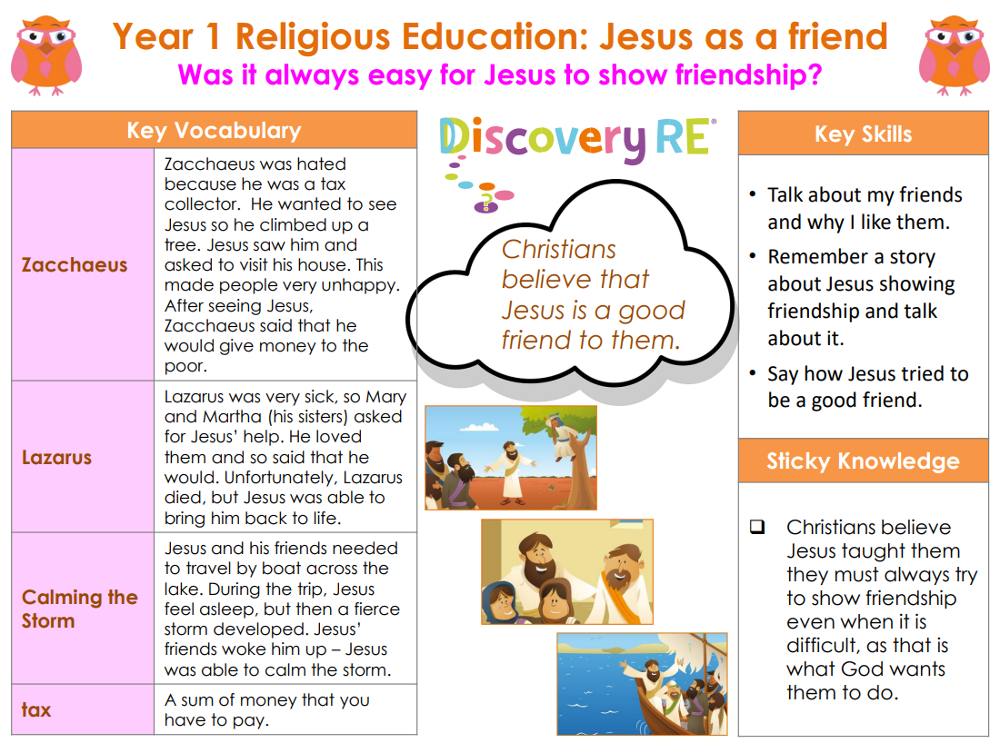 Year 1 Religious Education: Jesus as a friend
Was it always easy for Jesus to show friendship?
Key Vocabulary
Zacchaeus
Zacchaeus was hated
because he was a tax
collector.  He wanted to see
Jesus so he climbed up a
tree. Jesus saw him and
asked to visit his house. This
made people very unhappy.
After seeing Jesus,
Zacchaeus said that he
would give money to the
poor.
Lazarus
Lazarus was very sick, so Mary
and Martha (his sisters) asked
for Jesus’ help. He loved
them and so said that he
would. Unfortunately, Lazarus
died, but Jesus was able to
bring him back to life.
Calming the
Storm
Jesus and his friends needed
to travel by boat across the
lake. During the trip, Jesus
feel asleep, but then a fierce
storm developed. Jesus’
friends woke him up – Jesus
was able to calm the storm.
tax
A sum of money that you
have to pay.
Discovery RE®
?
Christians
believe that
Jesus is a good
friend to them.
Key Skills
• Talk about my friends
and why I like them.
• Remember a story
about Jesus showing
friendship and talk
about it.
• Say how Jesus tried to
be a good friend.
Sticky Knowledge
❑ Christians believe
Jesus taught them
they must always try
to show friendship
even when it is
difficult, as that is
what God wants
them to do.